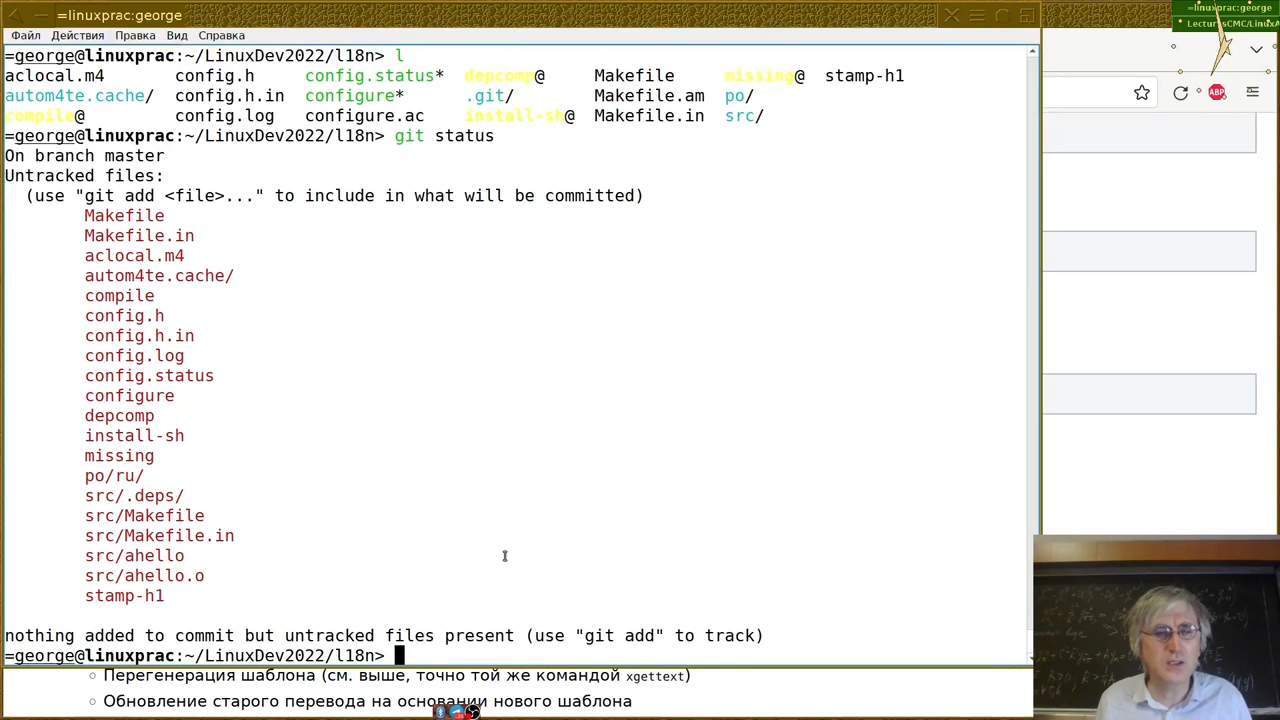 =linuxprac:george
=linuxprac:george
LecturesCMC/LinuxA
Файл Действия Правка Вид Справка
=george@linuxprac:~/LinuxDev2022/l18n> l
aclocal.m4 config.h config.status* depcomp@ Makefile missing@ stamp-h1
autom4te.cache/ config.h.in configure* .git/ Makefile.am po/
compile@ config.log configure.ac install-sh@ Makefile.in src/
=george@linuxprac:~/LinuxDev2022/l18n> git status
On branch master
Untracked files:
(use "git add <file>..." to include in what will be committed)
Makefile
Makefile.in
aclocal.m4
autom4te.cache/
compile
config.h
config.h.in
config.log
config.status
configure
depcomp
install-sh
missing
po/ru/
src/.deps/
src/Makefile
src/Makefile.in
src/ahello
src/ahello.o
stamp-h1
nothing added to commit but untracked files present (use "git add" to track)
=george@linuxprac:~/LinuxDev2022/l18n>
Перегенерация шаблона (см. выше, точно той же командой xgettext)
Обновление старого перевода на основании нового шаблона
ABP